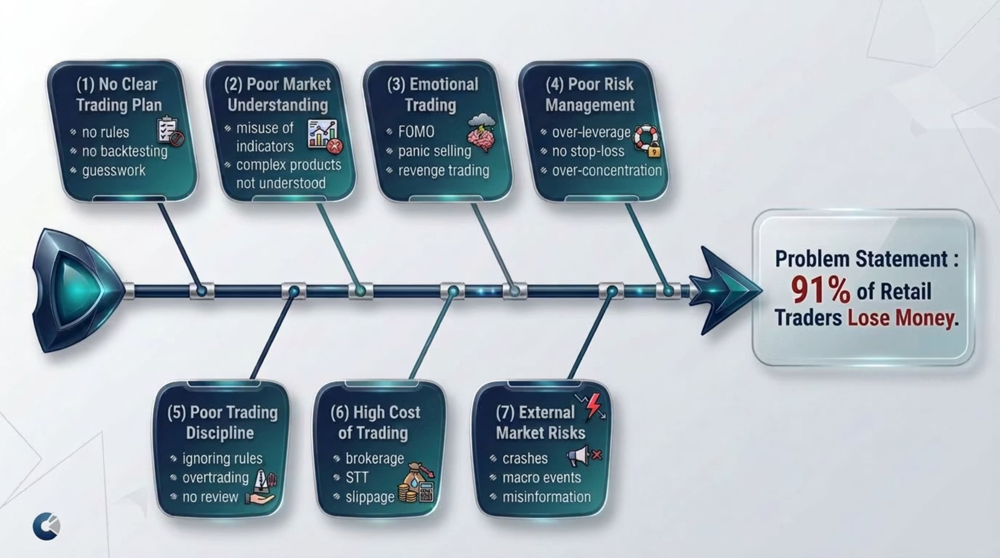 (1) No Clear
Trading Plan
no rules
no backtesting
guesswork
(2) Poor Market
Understanding
misuse of
indicators
complex products
not understood
(3) Emotional
Trading
FOMO
panic selling
revenge trading
(4) Poor Risk
Management
over-leverage
no stop-loss
over-concentration
Problem Statement :
91% of Retail
Traders Lose Money.
(5) Poor Trading
Discipline
ignoring rules
overtrading
no review
(6) High Cost
of Trading
brokerage
STT
slippage
(7) External
Market Risks
crashes
macro events
misinformation